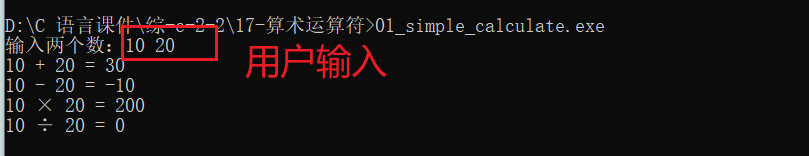 D:\C 语言课件\综-c-2-2\17-算术运算符>01_simple_calculate.exe
输入两个数：10 20
用户输入
10 + 20 = 30
10 - 20 = -10
10 × 20 = 200
10 ÷ 20 = 0